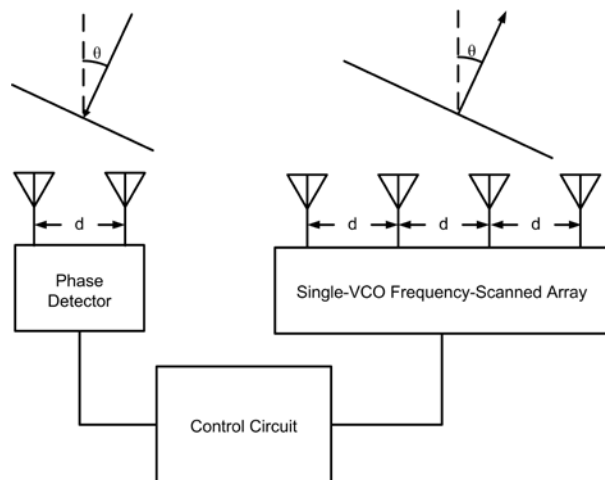 θ
θ
d
d
d
d
Phase
Detector
Single-VCO Frequency-Scanned Array
Control Circuit